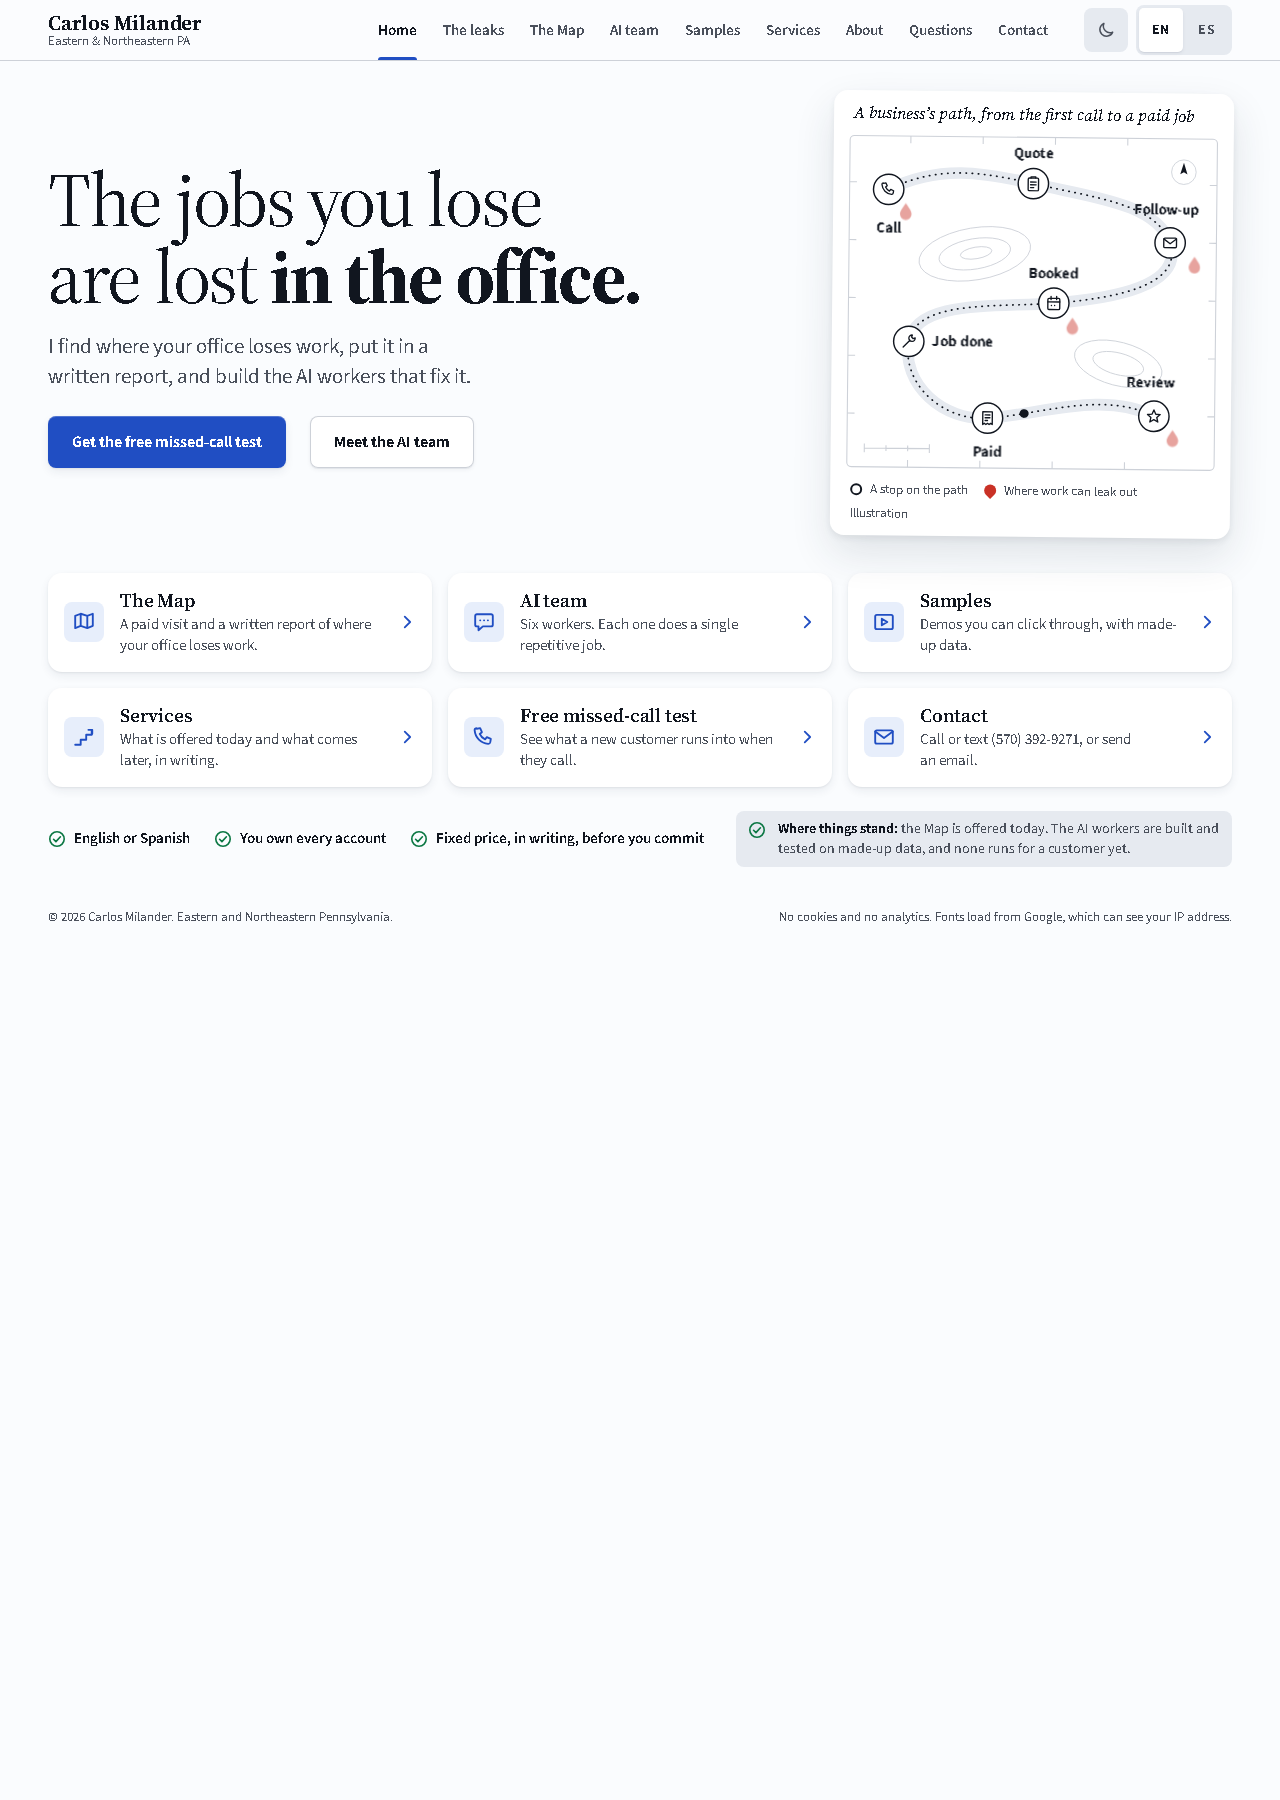 Carlos Milander
Eastern & Northeastern PA
Home
The leaks
The Map
AI team
Samples
Services
About
Questions
Contact
EN
ES
The jobs you lose
are lost in the office.
I find where your office loses work, put it in a
written report, and build the AI workers that fix it.
Get the free missed-call test
Meet the AI team
A business's path, from the first call to a paid job
Quote
Call
Follow-up
Booked
Job done
Review
Paid
A stop on the path
Where work can leak out
Illustration
The Map
A paid visit and a written report of where
your office loses work.
AI team
Six workers. Each one does a single
repetitive job.
Samples
Demos you can click through, with made-
up data.
Services
What is offered today and what comes
later, in writing.
Free missed-call test
See what a new customer runs into when
they call.
Contact
Call or text (570) 392-9271, or send
an email.
English or Spanish
You own every account
Fixed price, in writing, before you commit
Where things stand: the Map is offered today. The AI workers are built and
tested on made-up data, and none runs for a customer yet.
© 2026 Carlos Milander. Eastern and Northeastern Pennsylvania.
No cookies and no analytics. Fonts load from Google, which can see your IP address.